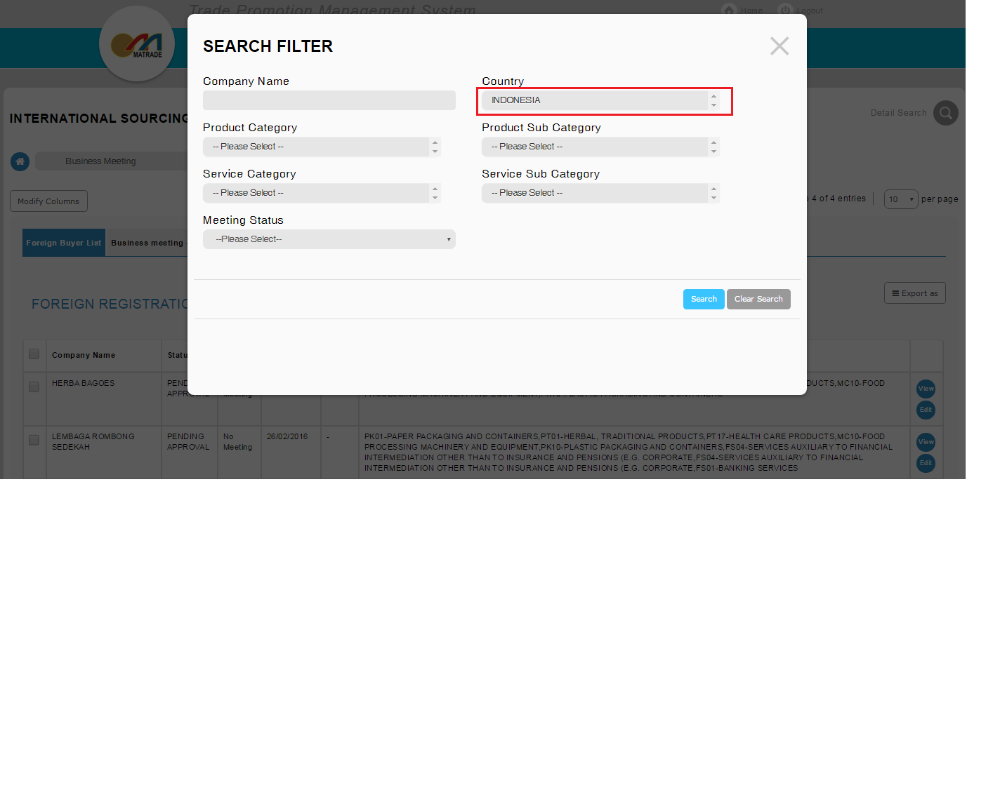 Trade Promotion Management System
Home
Logout
MATRADE
SEARCH FILTER
Company Name
Country
INDONESIA
Product Category
Product Sub Category
-- Please Select --
-- Please Select --
Service Category
Service Sub Category
-- Please Select --
-- Please Select --
Meeting Status
--Please Select--
Search
Clear Search
INTERNATIONAL SOURCING
Detail Search
Business Meeting
Modify Columns
4 of 4 entries
10
per page
Foreign Buyer List
Business meeting
FOREIGN REGISTRATIO
Export as
Company Name
Statu
HERBA BAGOES
PEND
DUCTS,MC10-FOOD
View
Edit
LEMBAGA ROMBONG
SEDEKAH
PENDING
APPROVAL
No
Meeting
26/02/2016
-
PK01-PAPER PACKAGING AND CONTAINERS,PT01-HERBAL, TRADITIONAL PRODUCTS,PT17-HEALTH CARE PRODUCTS,MC10-FOOD
PROCESSING MACHINERY AND EQUIPMENT,PK10-PLASTIC PACKAGING AND CONTAINERS,FS04-SERVICES AUXILIARY TO FINANCIAL
INTERMEDIATION OTHER THAN TO INSURANCE AND PENSIONS (E.G. CORPORATE,FS04-SERVICES AUXILIARY TO FINANCIAL
INTERMEDIATION OTHER THAN TO INSURANCE AND PENSIONS (E.G. CORPORATE,FS01-BANKING SERVICES
View
Edit